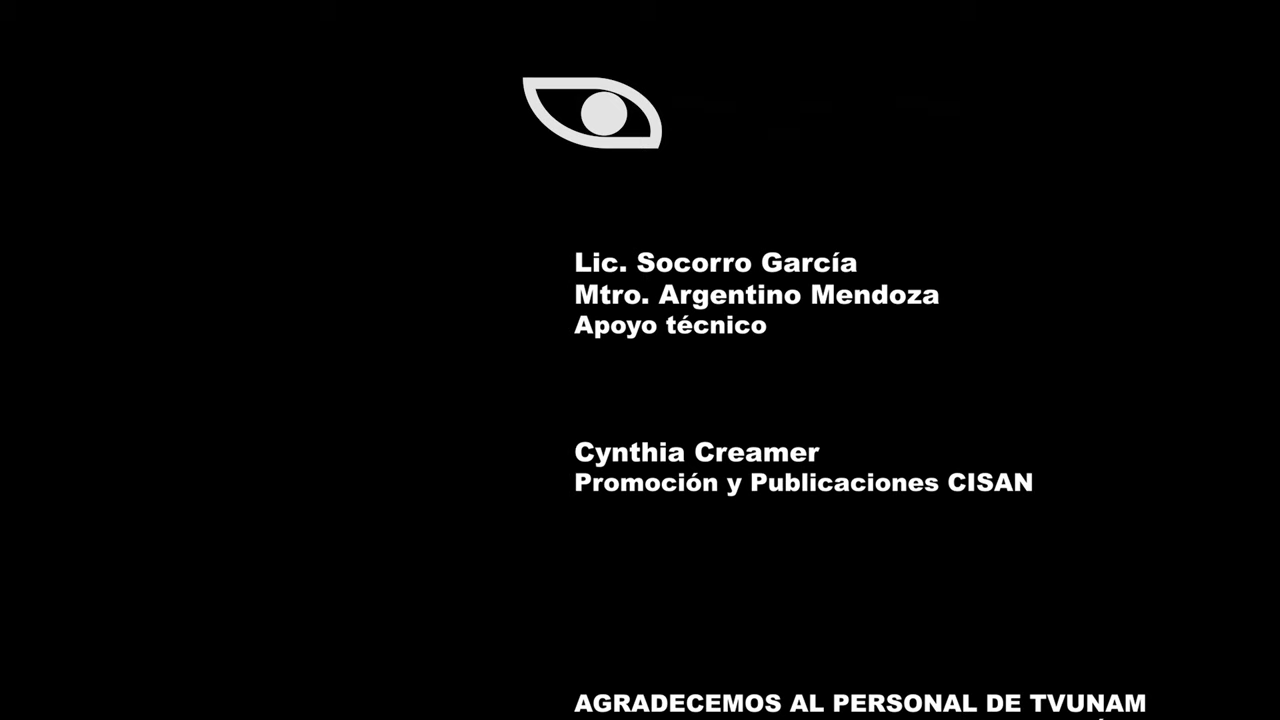 Lic. Socorro García
Mtro. Argentino Mendoza
Apoyo técnico
Cynthia Creamer
Promoción y Publicaciones CISAN
AGRADECEMOS AL PERSONAL DE TVUNAM